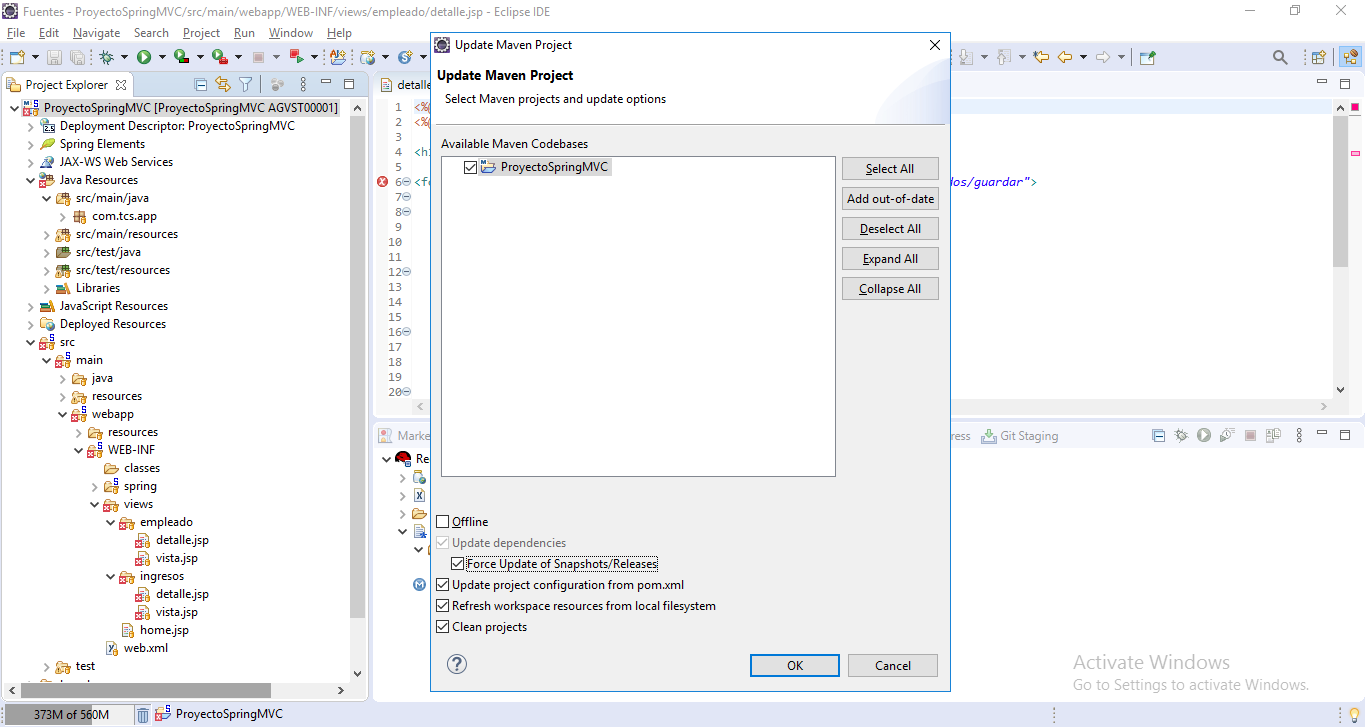 Fuentes - ProyectoSpringMVC/src/main/webapp/WEB-INF/views/empleado/detalle.jsp - Eclipse IDE
File Edit Navigate Search Project Run Window Help
Project Explorer
ProyectoSpringMVC [ProyectoSpringMVC AGVST00001]
Deployment Descriptor: ProyectoSpringMVC
Spring Elements
JAX-WS Web Services
Java Resources
src/main/java
com.tcs.app
src/main/resources
src/test/java
src/test/resources
Libraries
JavaScript Resources
Deployed Resources
src
main
java
resources
webapp
resources
WEB-INF
classes
spring
views
empleado
detalle.jsp
vista.jsp
ingresos
detalle.jsp
vista.jsp
home.jsp
web.xml
test
373M of 560M
ProyectoSpringMVC
detalle
1 <%
2 <%
3
4 <h
5
6 <f
los/guardar">
7
8
9
10
11
12
13
14
15
16
17
18
19
20
Marke
ress
Git Staging
Re
Update Maven Project
Update Maven Project
Select Maven projects and update options
Available Maven Codebases
ProyectoSpringMVC
Select All
Add out-of-date
Deselect All
Expand All
Collapse All
Offline
Update dependencies
Force Update of Snapshots/Releases
Update project configuration from pom.xml
Refresh workspace resources from local filesystem
Clean projects
OK
Cancel
Activate Windows
Go to Settings to activate Windows.